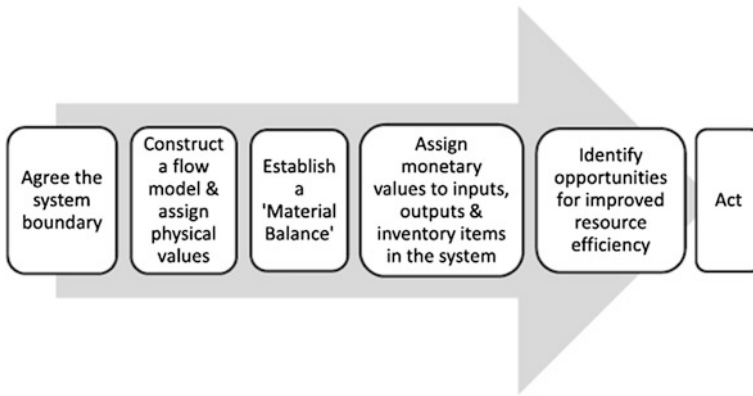 Agree the
system
boundary
Construct
a flow
model &
assign
physical
values
Establish
a
'Material
Balance'
Assign
monetary
values to inputs,
outputs &
inventory items
in the system
Identify
opportunities
for improved
resource
efficiency
Act